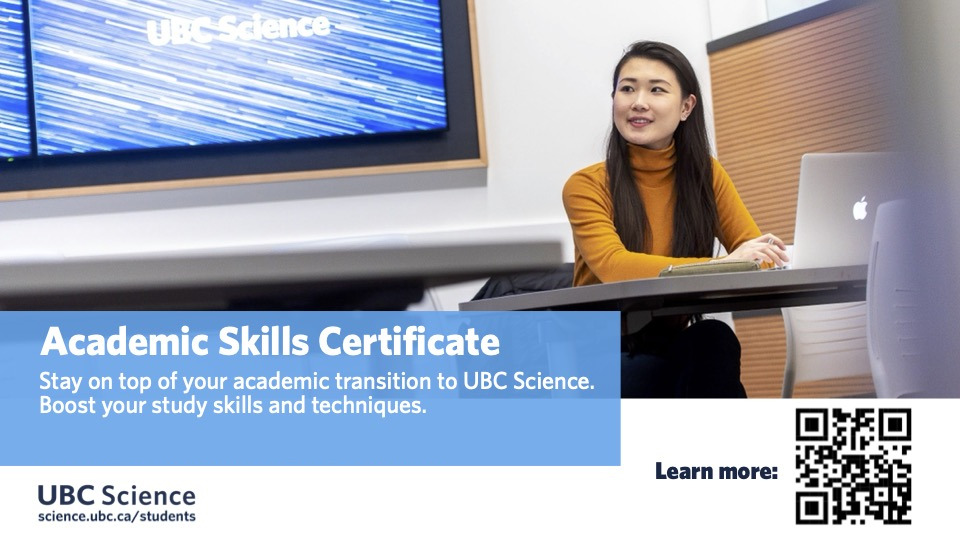 UBC Science
Academic Skills Certificate
Stay on top of your academic transition to UBC Science.
Boost your study skills and techniques.
Learn more:
UBC Science
science.ubc.ca/students